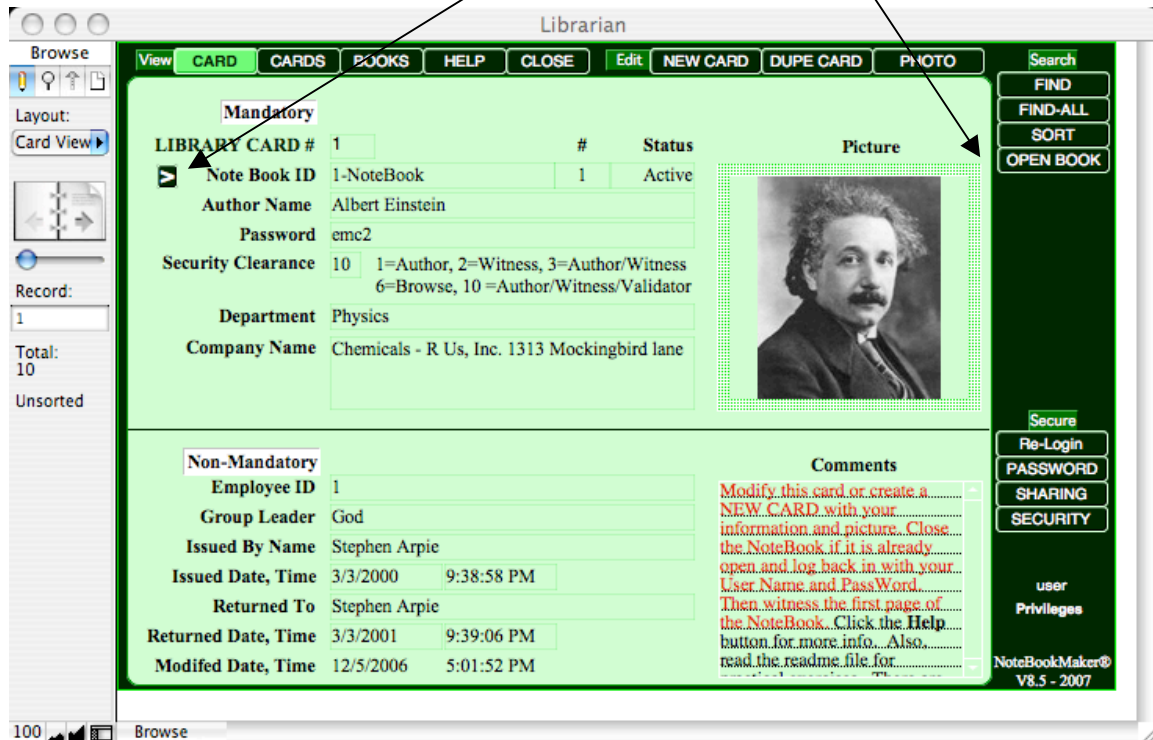 Librarian
Browse
View CARD CARDS BOOKS HELP CLOSE Edit NEW CARD DUPE CARD PHOTO Search
FIND
Layout:
Mandatory
FIND-ALL
Card View
LIBRARY CARD # 1 # Status Picture
SORT
> Note Book ID 1-NoteBook 1 Active
OPEN BOOK
Author Name Albert Einstein
Password emc2
Security Clearance 10 1=Author, 2=Witness, 3=Author/Witness
6=Browse, 10 =Author/Witness/Validator
Record:
1
Department Physics
Total:
10
Company Name Chemicals - R Us, Inc. 1313 Mockingbird lane
Unsorted
Secure
Re-Login
PASSWORD
SHARING
SECURITY
Non-Mandatory
Employee ID 1
Group Leader God
Issued By Name Stephen Arpie
Issued Date, Time 3/3/2000 9:38:58 PM
Returned To Stephen Arpie
Returned Date, Time 3/3/2001 9:39:06 PM
Modifed Date, Time 12/5/2006 5:01:52 PM
Comments
Modify this card or create a
NEW CARD with your
information and picture. Close
the NoteBook if it is already
open and log back in with your
User Name and PassWord.
Then witness the first page of
the NoteBook. Click the Help
button for more info. Also,
read the readme file for
user
Privileges
NoteBookMaker®
V8.5 - 2007
100 Browse